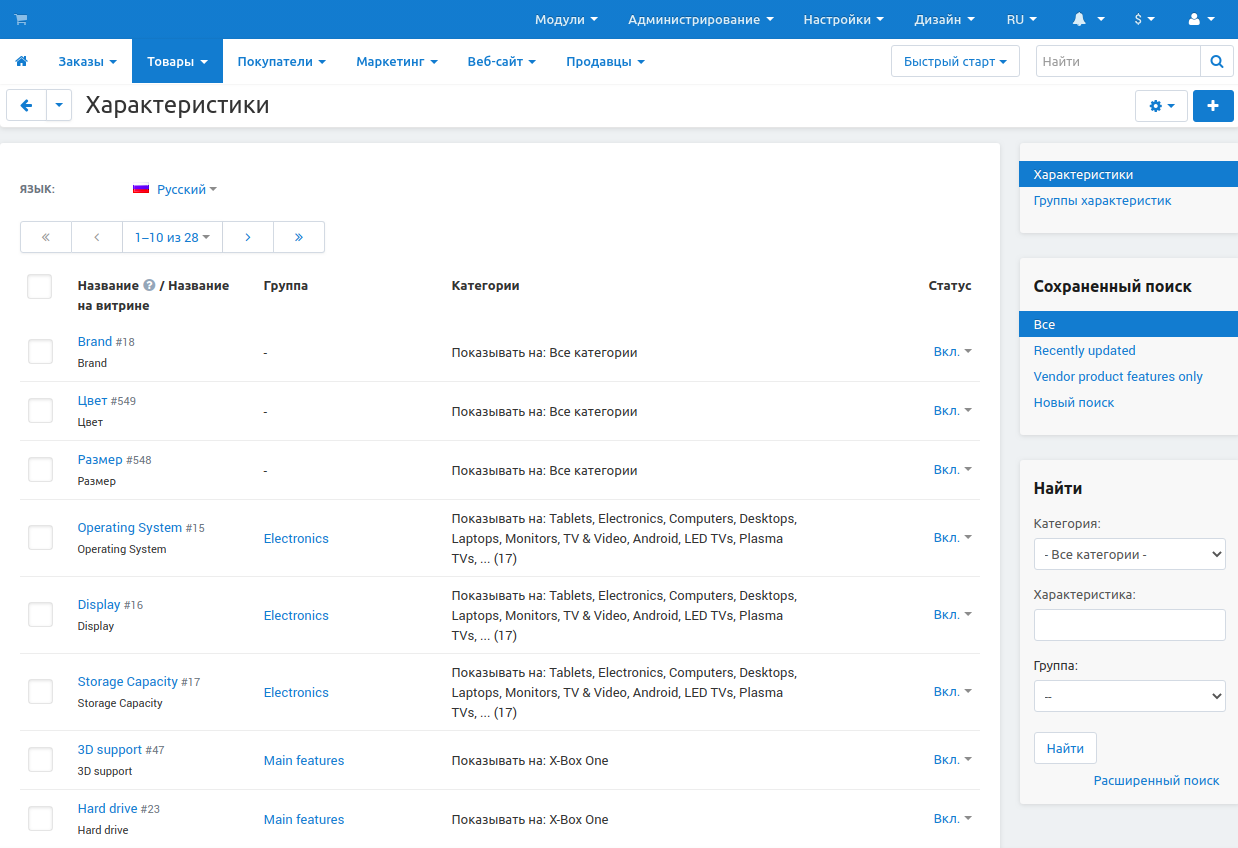 Модули Администрирование Настройки Дизайн RU $
Заказы Товары Покупатели Маркетинг Веб-сайт Продавцы Быстрый старт Найти
Характеристики
ЯЗЫК: Русский
« ‹ 1–10 из 28 › »
Название ? / Название на витрине Группа Категории Статус
Brand #18
Brand
-
Показывать на: Все категории
Вкл.
Цвет #549
Цвет
-
Показывать на: Все категории
Вкл.
Размер #548
Размер
-
Показывать на: Все категории
Вкл.
Operating System #15
Operating System
Electronics
Показывать на: Tablets, Electronics, Computers, Desktops,
Laptops, Monitors, TV & Video, Android, LED TVs, Plasma
TVs, ... (17)
Вкл.
Display #16
Display
Electronics
Показывать на: Tablets, Electronics, Computers, Desktops,
Laptops, Monitors, TV & Video, Android, LED TVs, Plasma
TVs, ... (17)
Вкл.
Storage Capacity #17
Storage Capacity
Electronics
Показывать на: Tablets, Electronics, Computers, Desktops,
Laptops, Monitors, TV & Video, Android, LED TVs, Plasma
TVs, ... (17)
Вкл.
3D support #47
3D support
Main features
Показывать на: X-Box One
Вкл.
Hard drive #23
Hard drive
Main features
Показывать на: X-Box One
Вкл.
Характеристики
Группы характеристик
Сохраненный поиск
Все
Recently updated
Vendor product features only
Новый поиск
Найти
Категория:
- Все категории -
Характеристика:
Группа:
--
Найти
Расширенный поиск